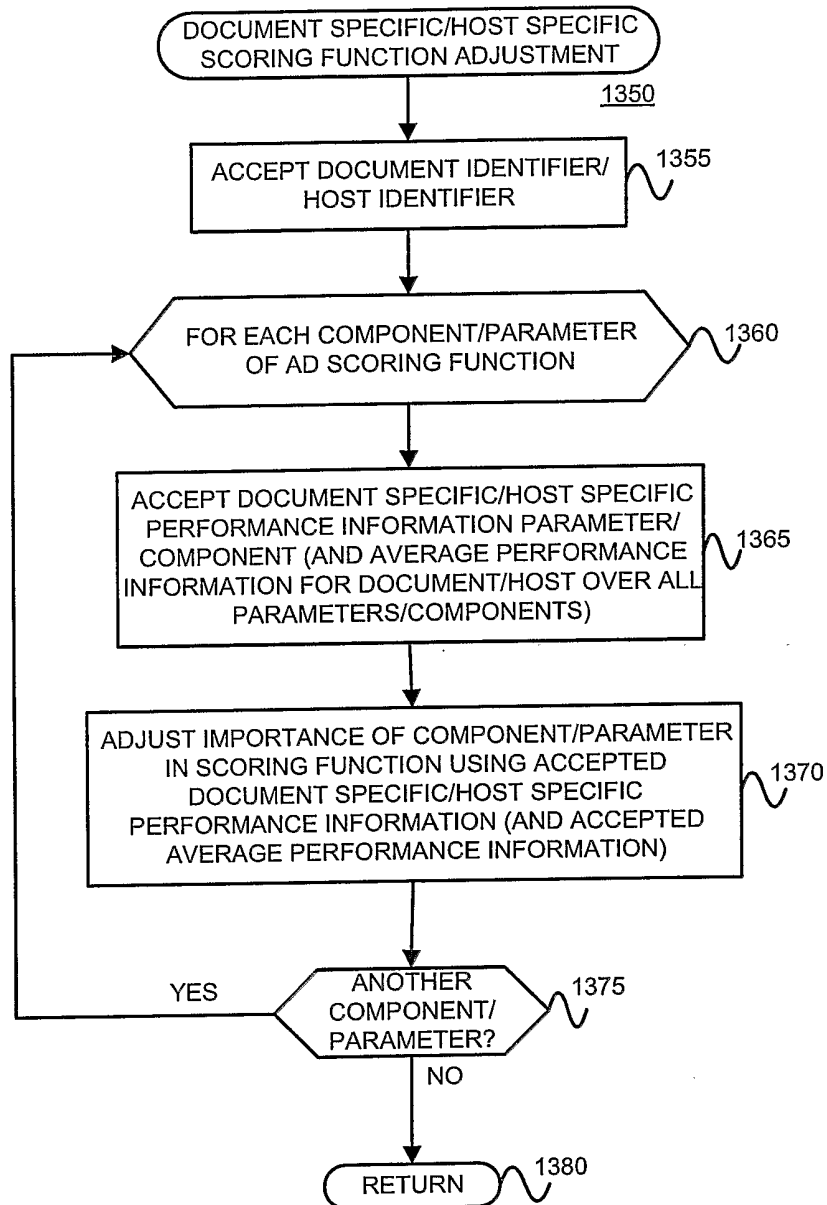 DOCUMENT SPECIFIC/HOST SPECIFIC
SCORING FUNCTION ADJUSTMENT
1350
ACCEPT DOCUMENT IDENTIFIER/
HOST IDENTIFIER
1355
FOR EACH COMPONENT/PARAMETER
OF AD SCORING FUNCTION
1360
ACCEPT DOCUMENT SPECIFIC/HOST SPECIFIC
PERFORMANCE INFORMATION PARAMETER/
COMPONENT (AND AVERAGE PERFORMANCE
INFORMATION FOR DOCUMENT/HOST OVER ALL
PARAMETERS/COMPONENTS)
1365
ADJUST IMPORTANCE OF COMPONENT/PARAMETER
IN SCORING FUNCTION USING ACCEPTED
DOCUMENT SPECIFIC/HOST SPECIFIC
PERFORMANCE INFORMATION (AND ACCEPTED
AVERAGE PERFORMANCE INFORMATION)
1370
YES
ANOTHER
COMPONENT/
PARAMETER?
1375
NO
RETURN
1380